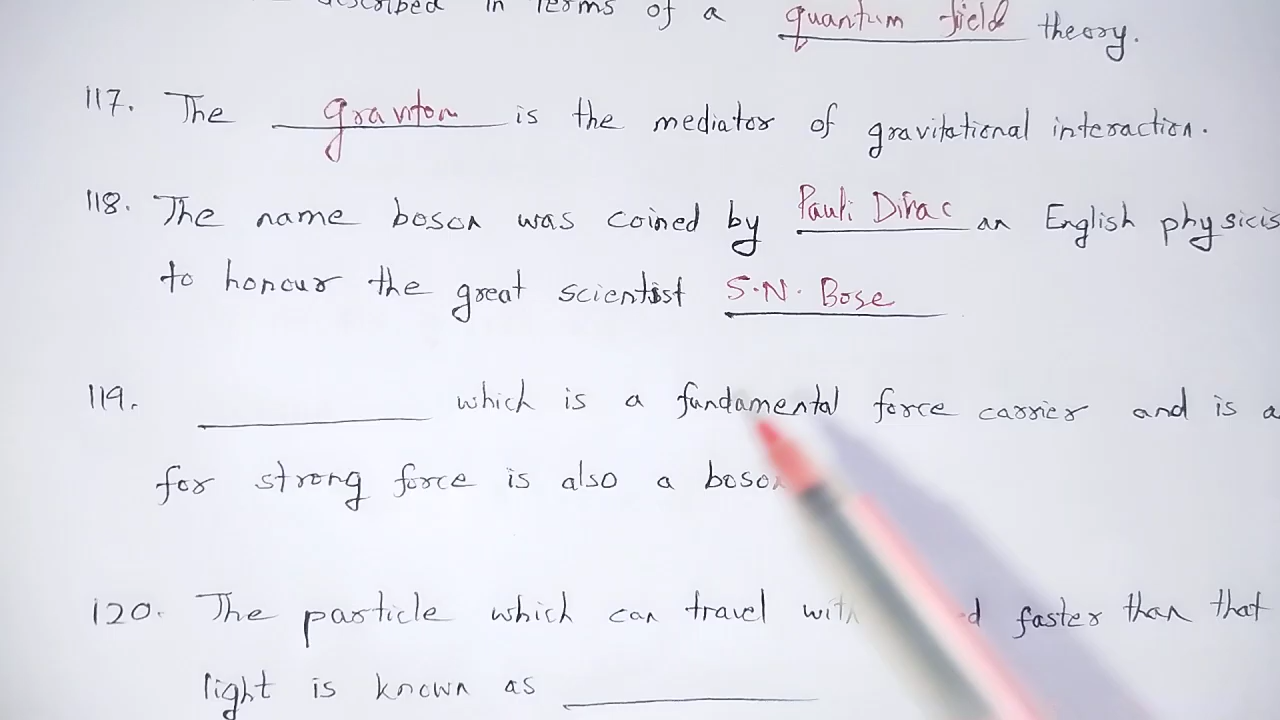 described in terms of a quantum field theory.
117. The graviton is the mediator of gravitational interaction.
118. The name boson was coined by Pauli Dirac an English physicis
to honour the great scientist S.N. Bose
119. __________ which is a fundamental force carrier and is a
for strong force is also a boson
120. The particle which can travel with faster than that
light is known as __________